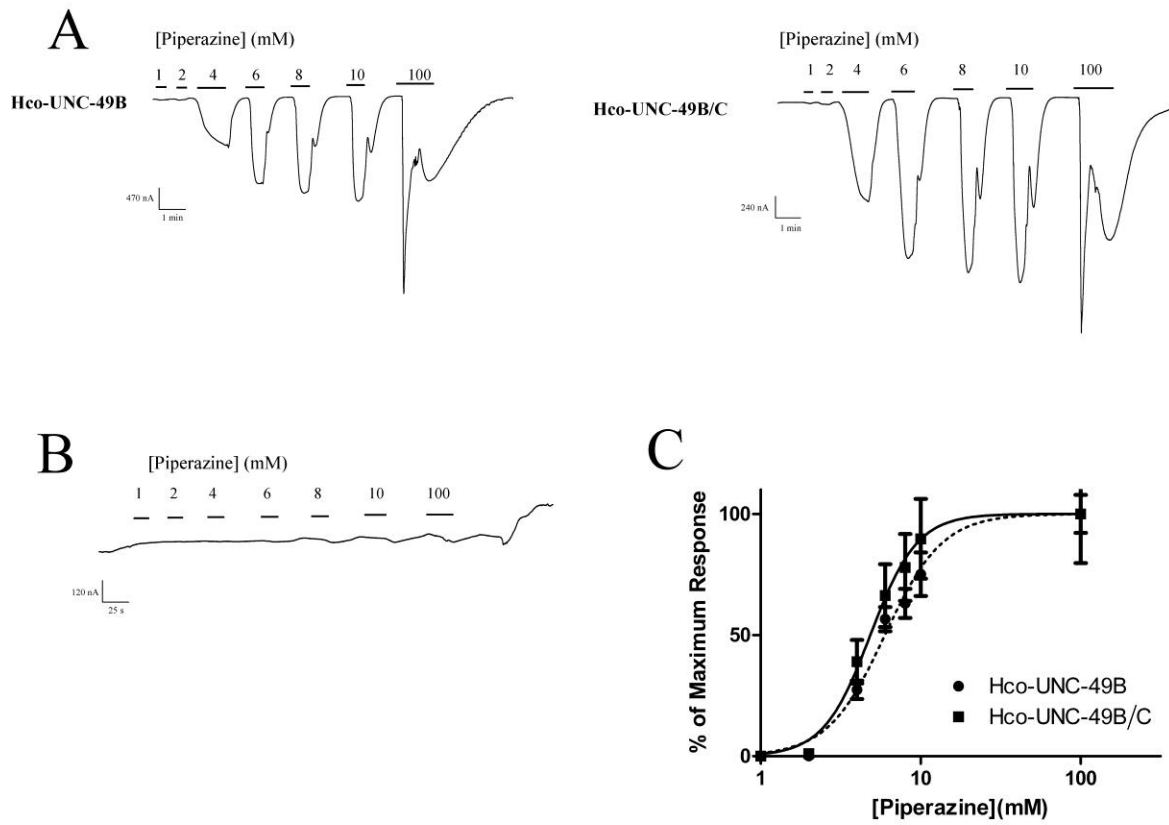 A
[Piperazine] (mM)
1 2 4 6 8 10 100
Hco-UNC-49B
470 nA
1 min
[Piperazine] (mM)
1 2 4 6 8 10 100
Hco-UNC-49B/C
240 nA
1 min
B
[Piperazine] (mM)
1 2 4 6 8 10 100
120 nA
25 s
C
% of Maximum Response
100
50
0
1 10 100
[Piperazine](mM)
Hco-UNC-49B
Hco-UNC-49B/C